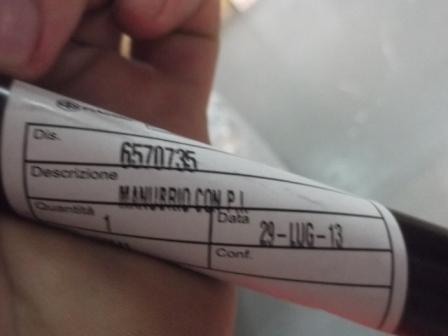 Dis.
6570735
Descrizione
MANUBRIO CON P.I.
Quantità Data
1 29-LUG-13
Conf.